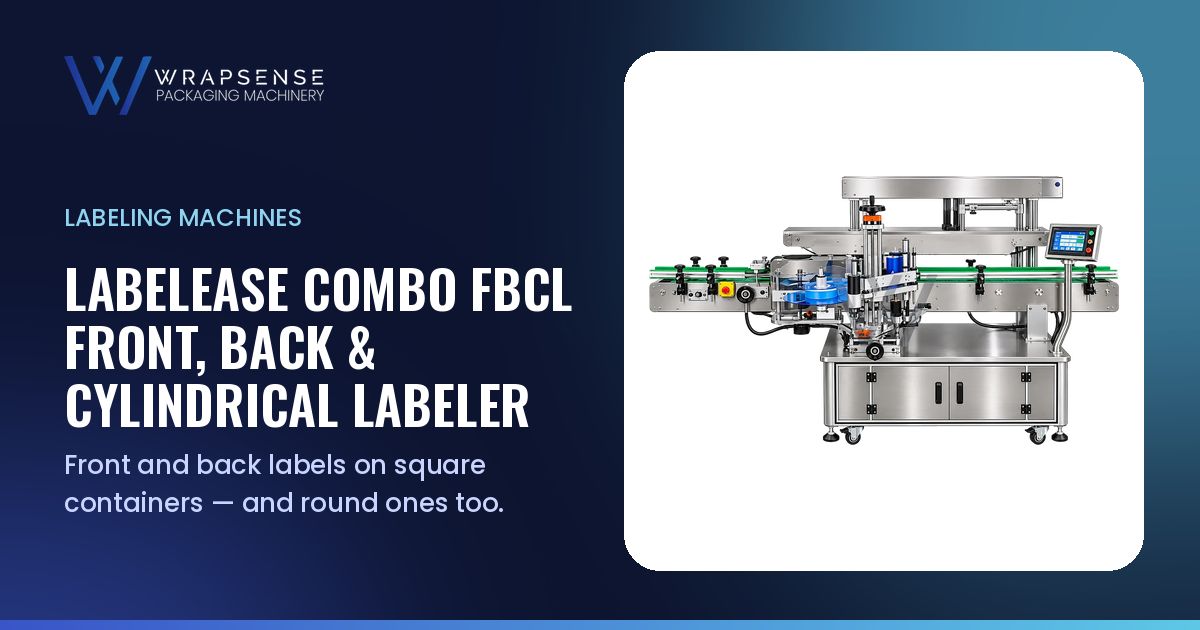 WRAPSENSE
PACKAGING MACHINERY
LABELING MACHINES
LABELEASE COMBO FBCL
FRONT, BACK &
CYLINDRICAL LABELER
Front and back labels on square
containers — and round ones too.